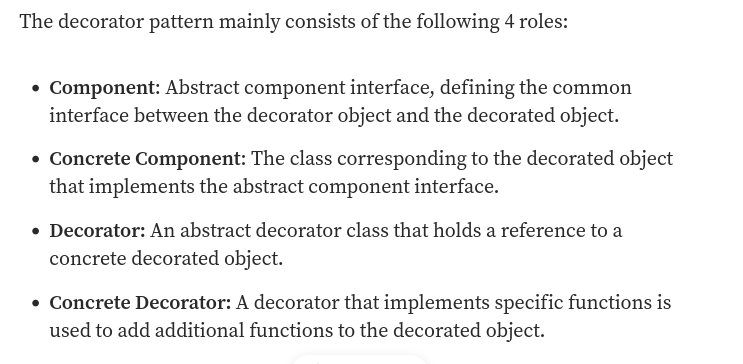 The decorator pattern mainly consists of the following 4 roles:
• Component: Abstract component interface, defining the common
interface between the decorator object and the decorated object.
• Concrete Component: The class corresponding to the decorated object
that implements the abstract component interface.
• Decorator: An abstract decorator class that holds a reference to a
concrete decorated object.
• Concrete Decorator: A decorator that implements specific functions is
used to add additional functions to the decorated object.